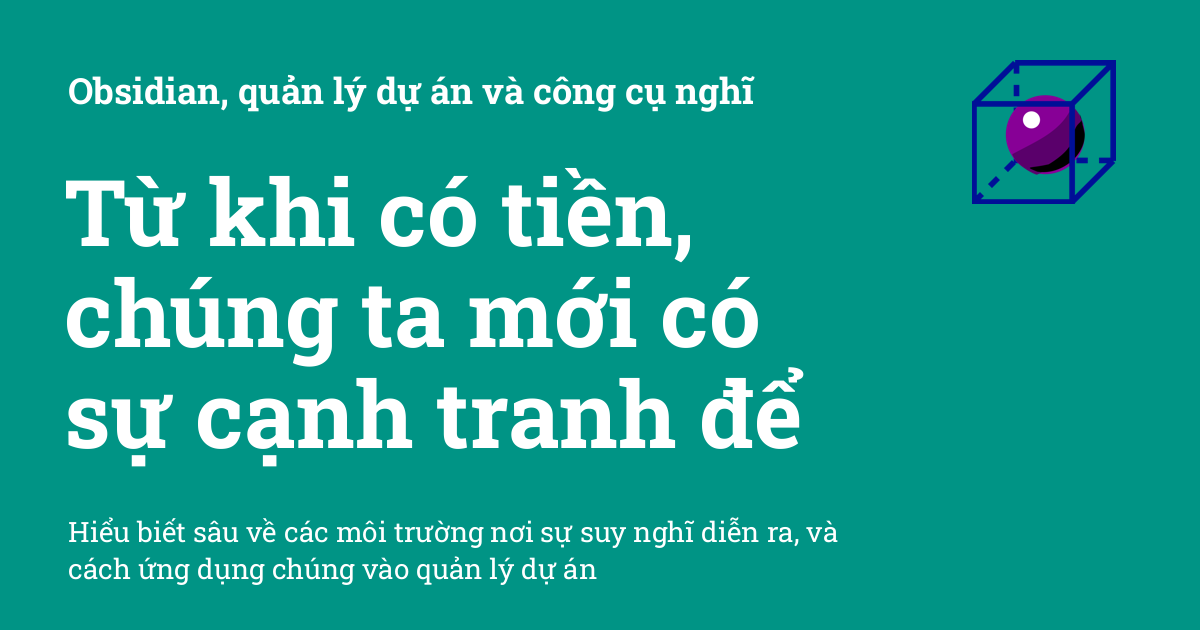 Obsidian, quản lý dự án và công cụ nghĩ
Từ khi có tiền,
chúng ta mới có
sự cạnh tranh để
Hiểu biết sâu về các môi trường nơi sự suy nghĩ diễn ra, và
cách ứng dụng chúng vào quản lý dự án